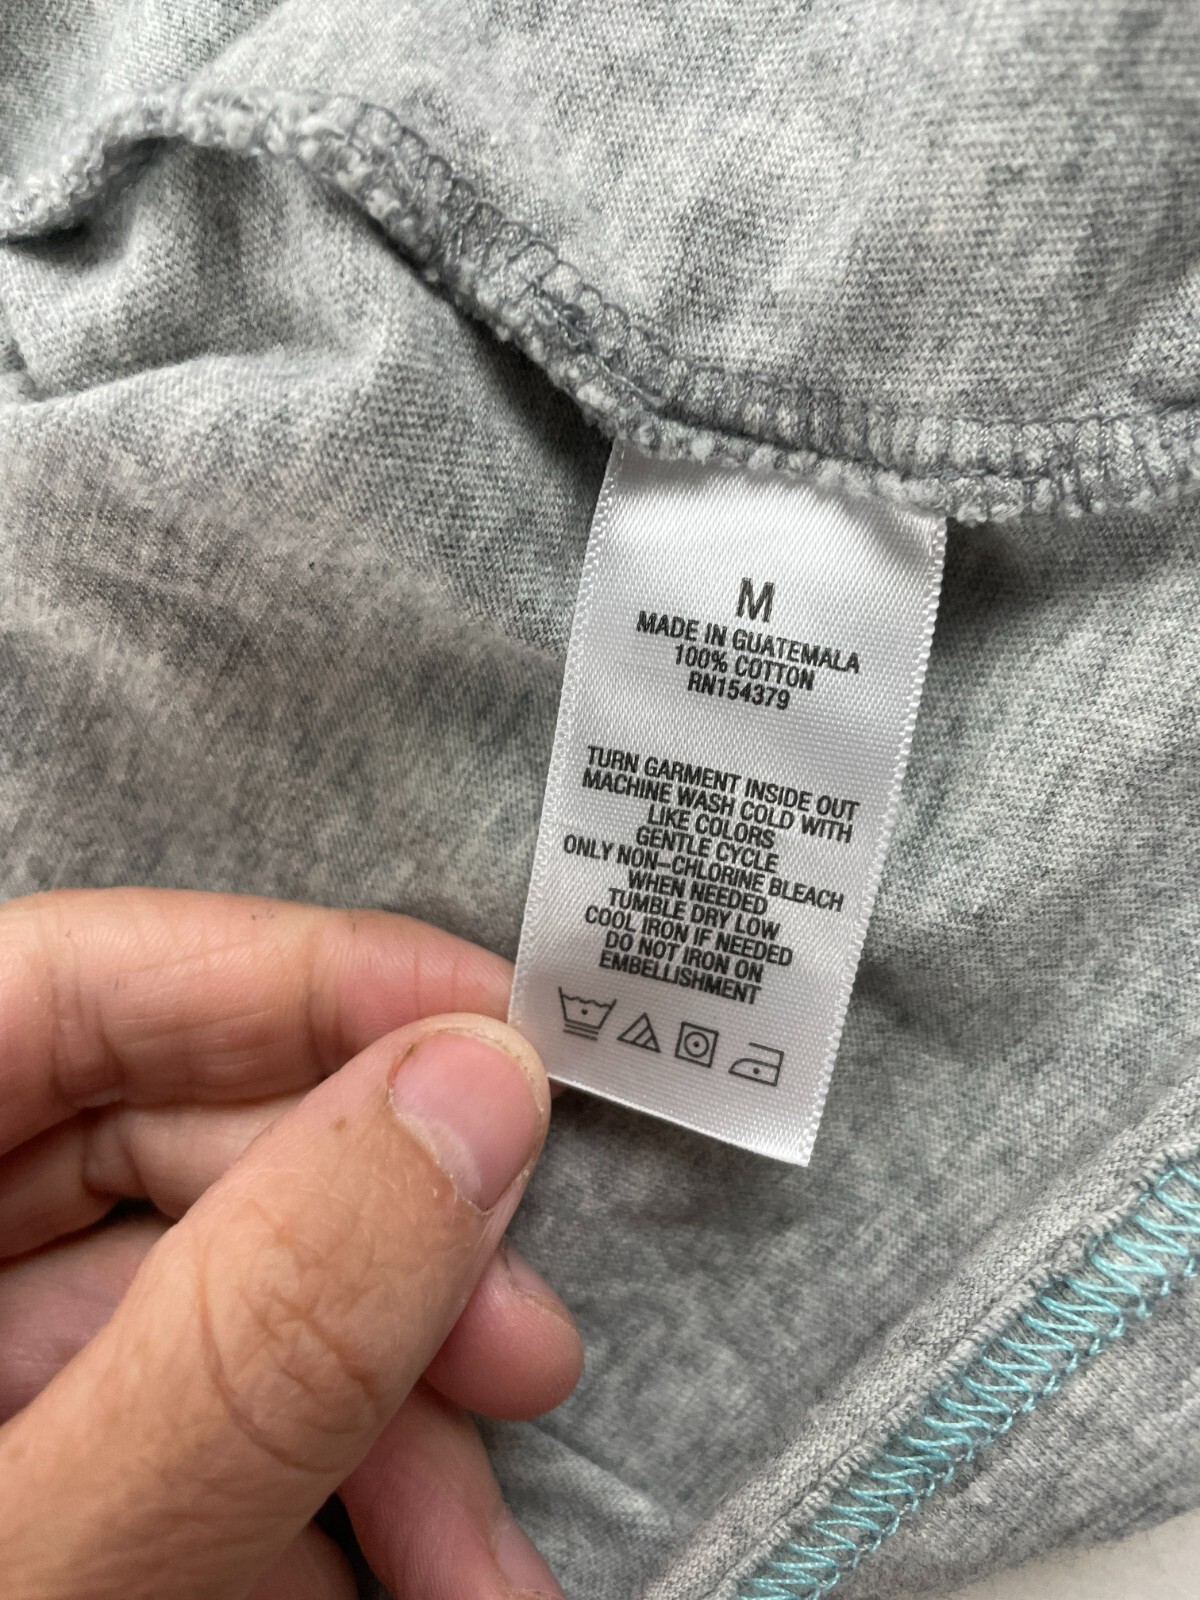 M
MADE IN GUATEMALA
100% COTTON
RN154379
TURN GARMENT INSIDE OUT
MACHINE WASH COLD WITH
LIKE COLORS
GENTLE CYCLE
ONLY NON-CHLORINE BLEACH
WHEN NEEDED
TUMBLE DRY LOW
COOL IRON IF NEEDED
DO NOT IRON ON
EMBELLISHMENT